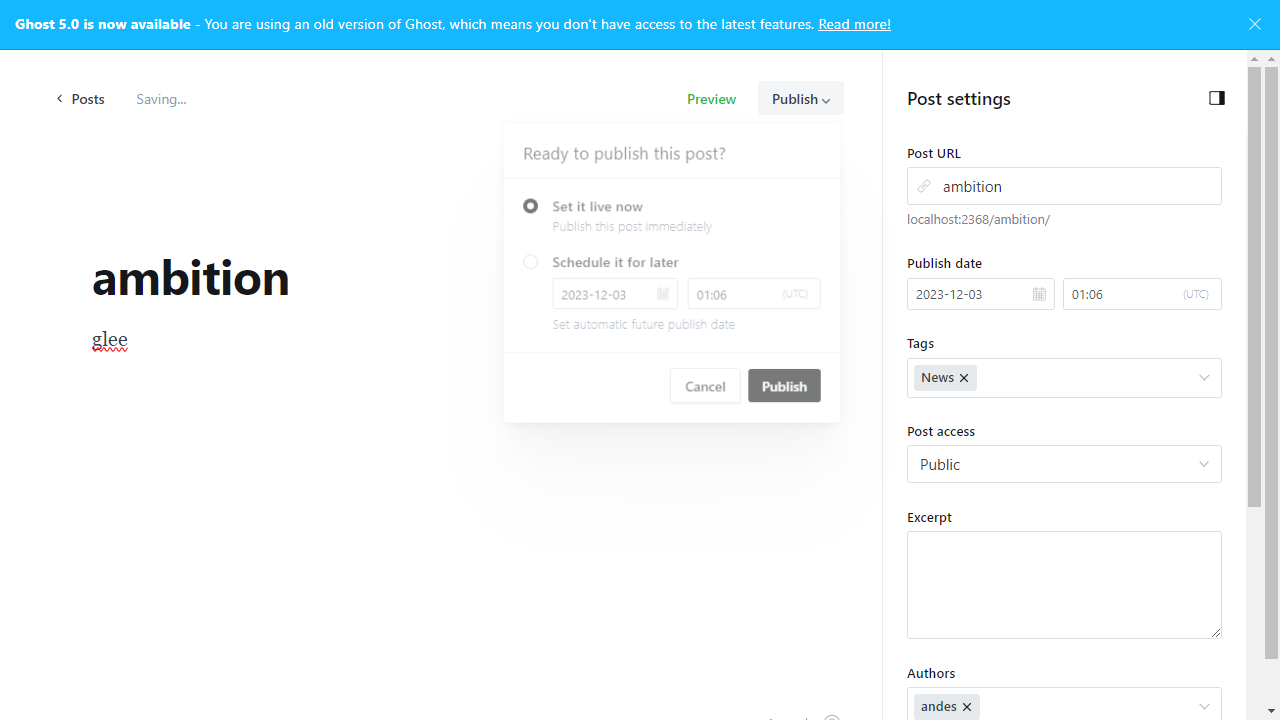 Ghost 5.0 is now available - You are using an old version of Ghost, which means you don't have access to the latest features. Read more!
Posts
Saving...
Preview
Publish
Ready to publish this post?
Set it live now
Publish this post immediately
Schedule it for later
2023-12-03
01:06
(UTC)
Set automatic future publish date
Cancel
Publish
ambition
glee
Post settings
Post URL
ambition
localhost:2368/ambition/
Publish date
2023-12-03
01:06
(UTC)
Tags
News
Post access
Public
Excerpt
Authors
andes